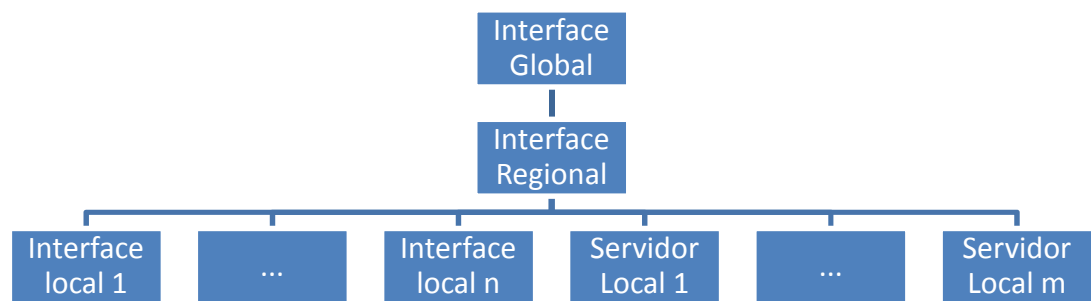 Interface
Global
Interface
Regional
Interface
local 1
...
Interface
local n
Servidor
Local 1
...
Servidor
Local m